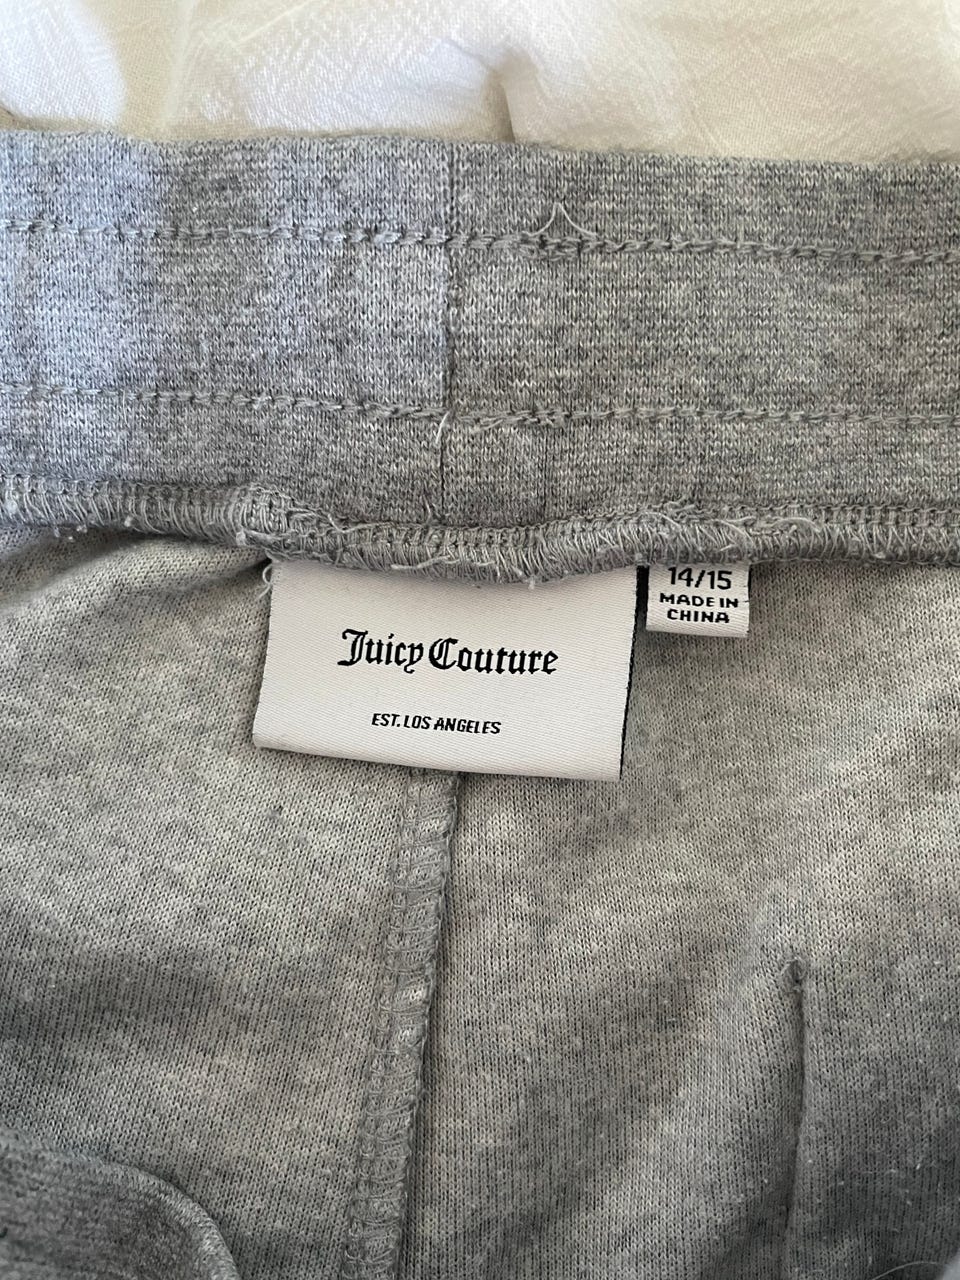 Juicy Couture
EST. LOS ANGELES
14/15
MADE IN
CHINA